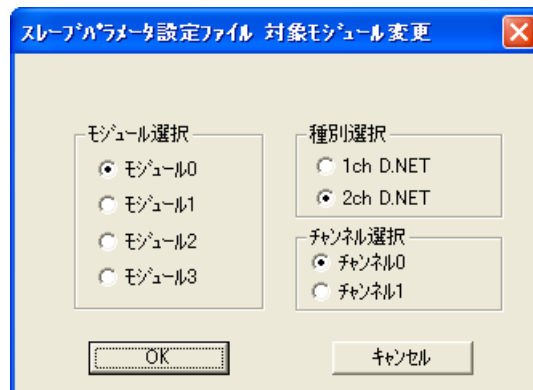 スレーブパラメータ設定ファイル 対象モジュール変更
モジュール選択
モジュール0
モジュール1
モジュール2
モジュール3
種別選択
1ch D.NET
2ch D.NET
チャンネル選択
チャンネル0
チャンネル1
OK
キャンセル